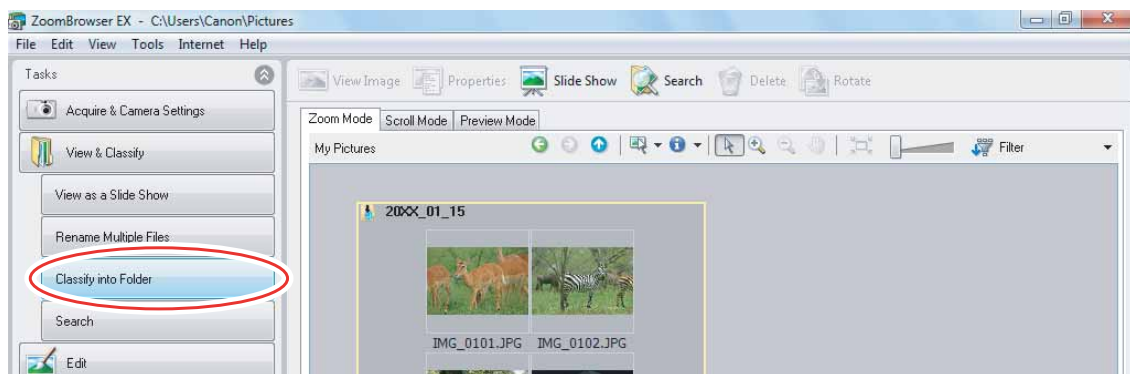 ZoomBrowser EX - C:\Users\Canon\Pictures
File Edit View Tools Internet Help
Tasks
Acquire & Camera Settings
View & Classify
View as a Slide Show
Rename Multiple Files
Classify into Folder
Search
Edit
View Image Properties Slide Show Search Delete Rotate
Zoom Mode Scroll Mode Preview Mode
My Pictures Filter
20XX_01_15
IMG_0101.JPG IMG_0102.JPG